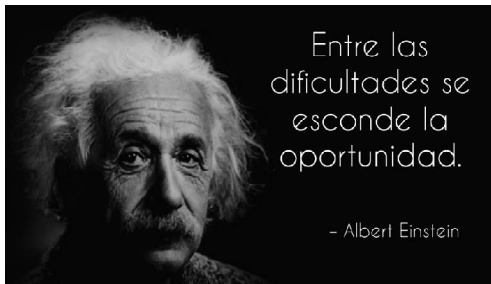 Entre las
dificultades se
esconde la
oportunidad.
– Albert Einstein